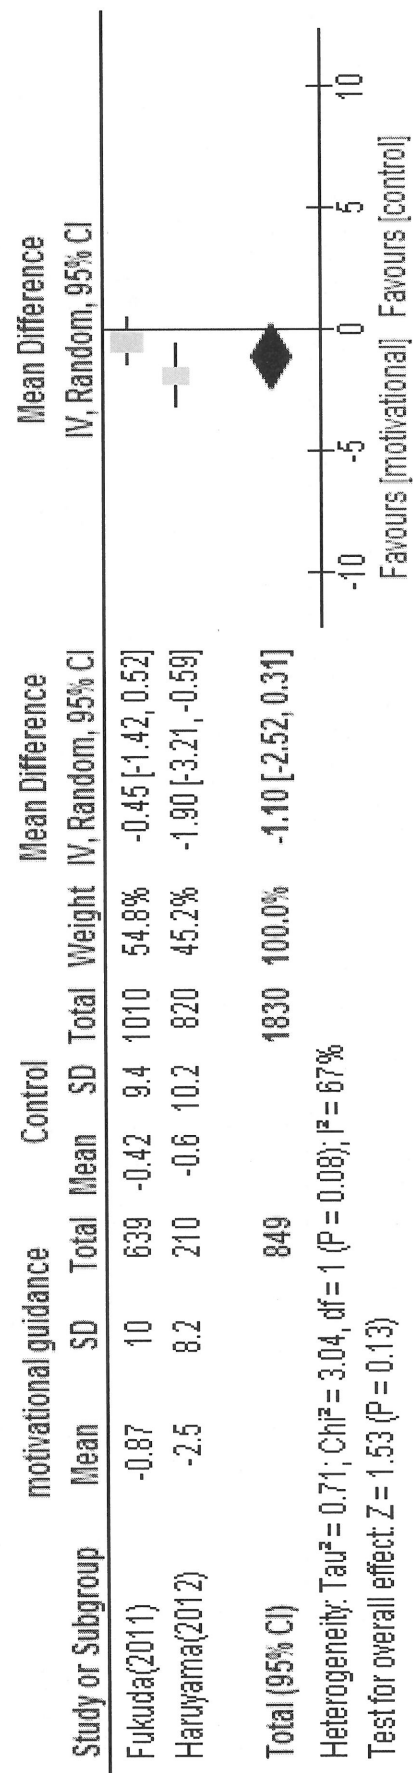 motivational guidance Control Mean Difference Mean Difference
Study or Subgroup Mean SD Total Mean SD Total Weight IV, Random, 95% CI IV, Random, 95% CI
Fukuda(2011) -0.87 10 639 -0.42 9.4 1010 54.8% -0.45 [-1.42, 0.52]
Haruyama(2012) -2.5 8.2 210 -0.6 10.2 820 45.2% -1.90 [-3.21, -0.59]
Total (95% CI) 849 1830 100.0% -1.10 [-2.52, 0.31]
Heterogeneity: Tau² = 0.71; Chi² = 3.04, df = 1 (P = 0.08); I² = 67%
Test for overall effect: Z = 1.53 (P = 0.13)
-10 -5 0 5 10
Favours [motivational] Favours [control]